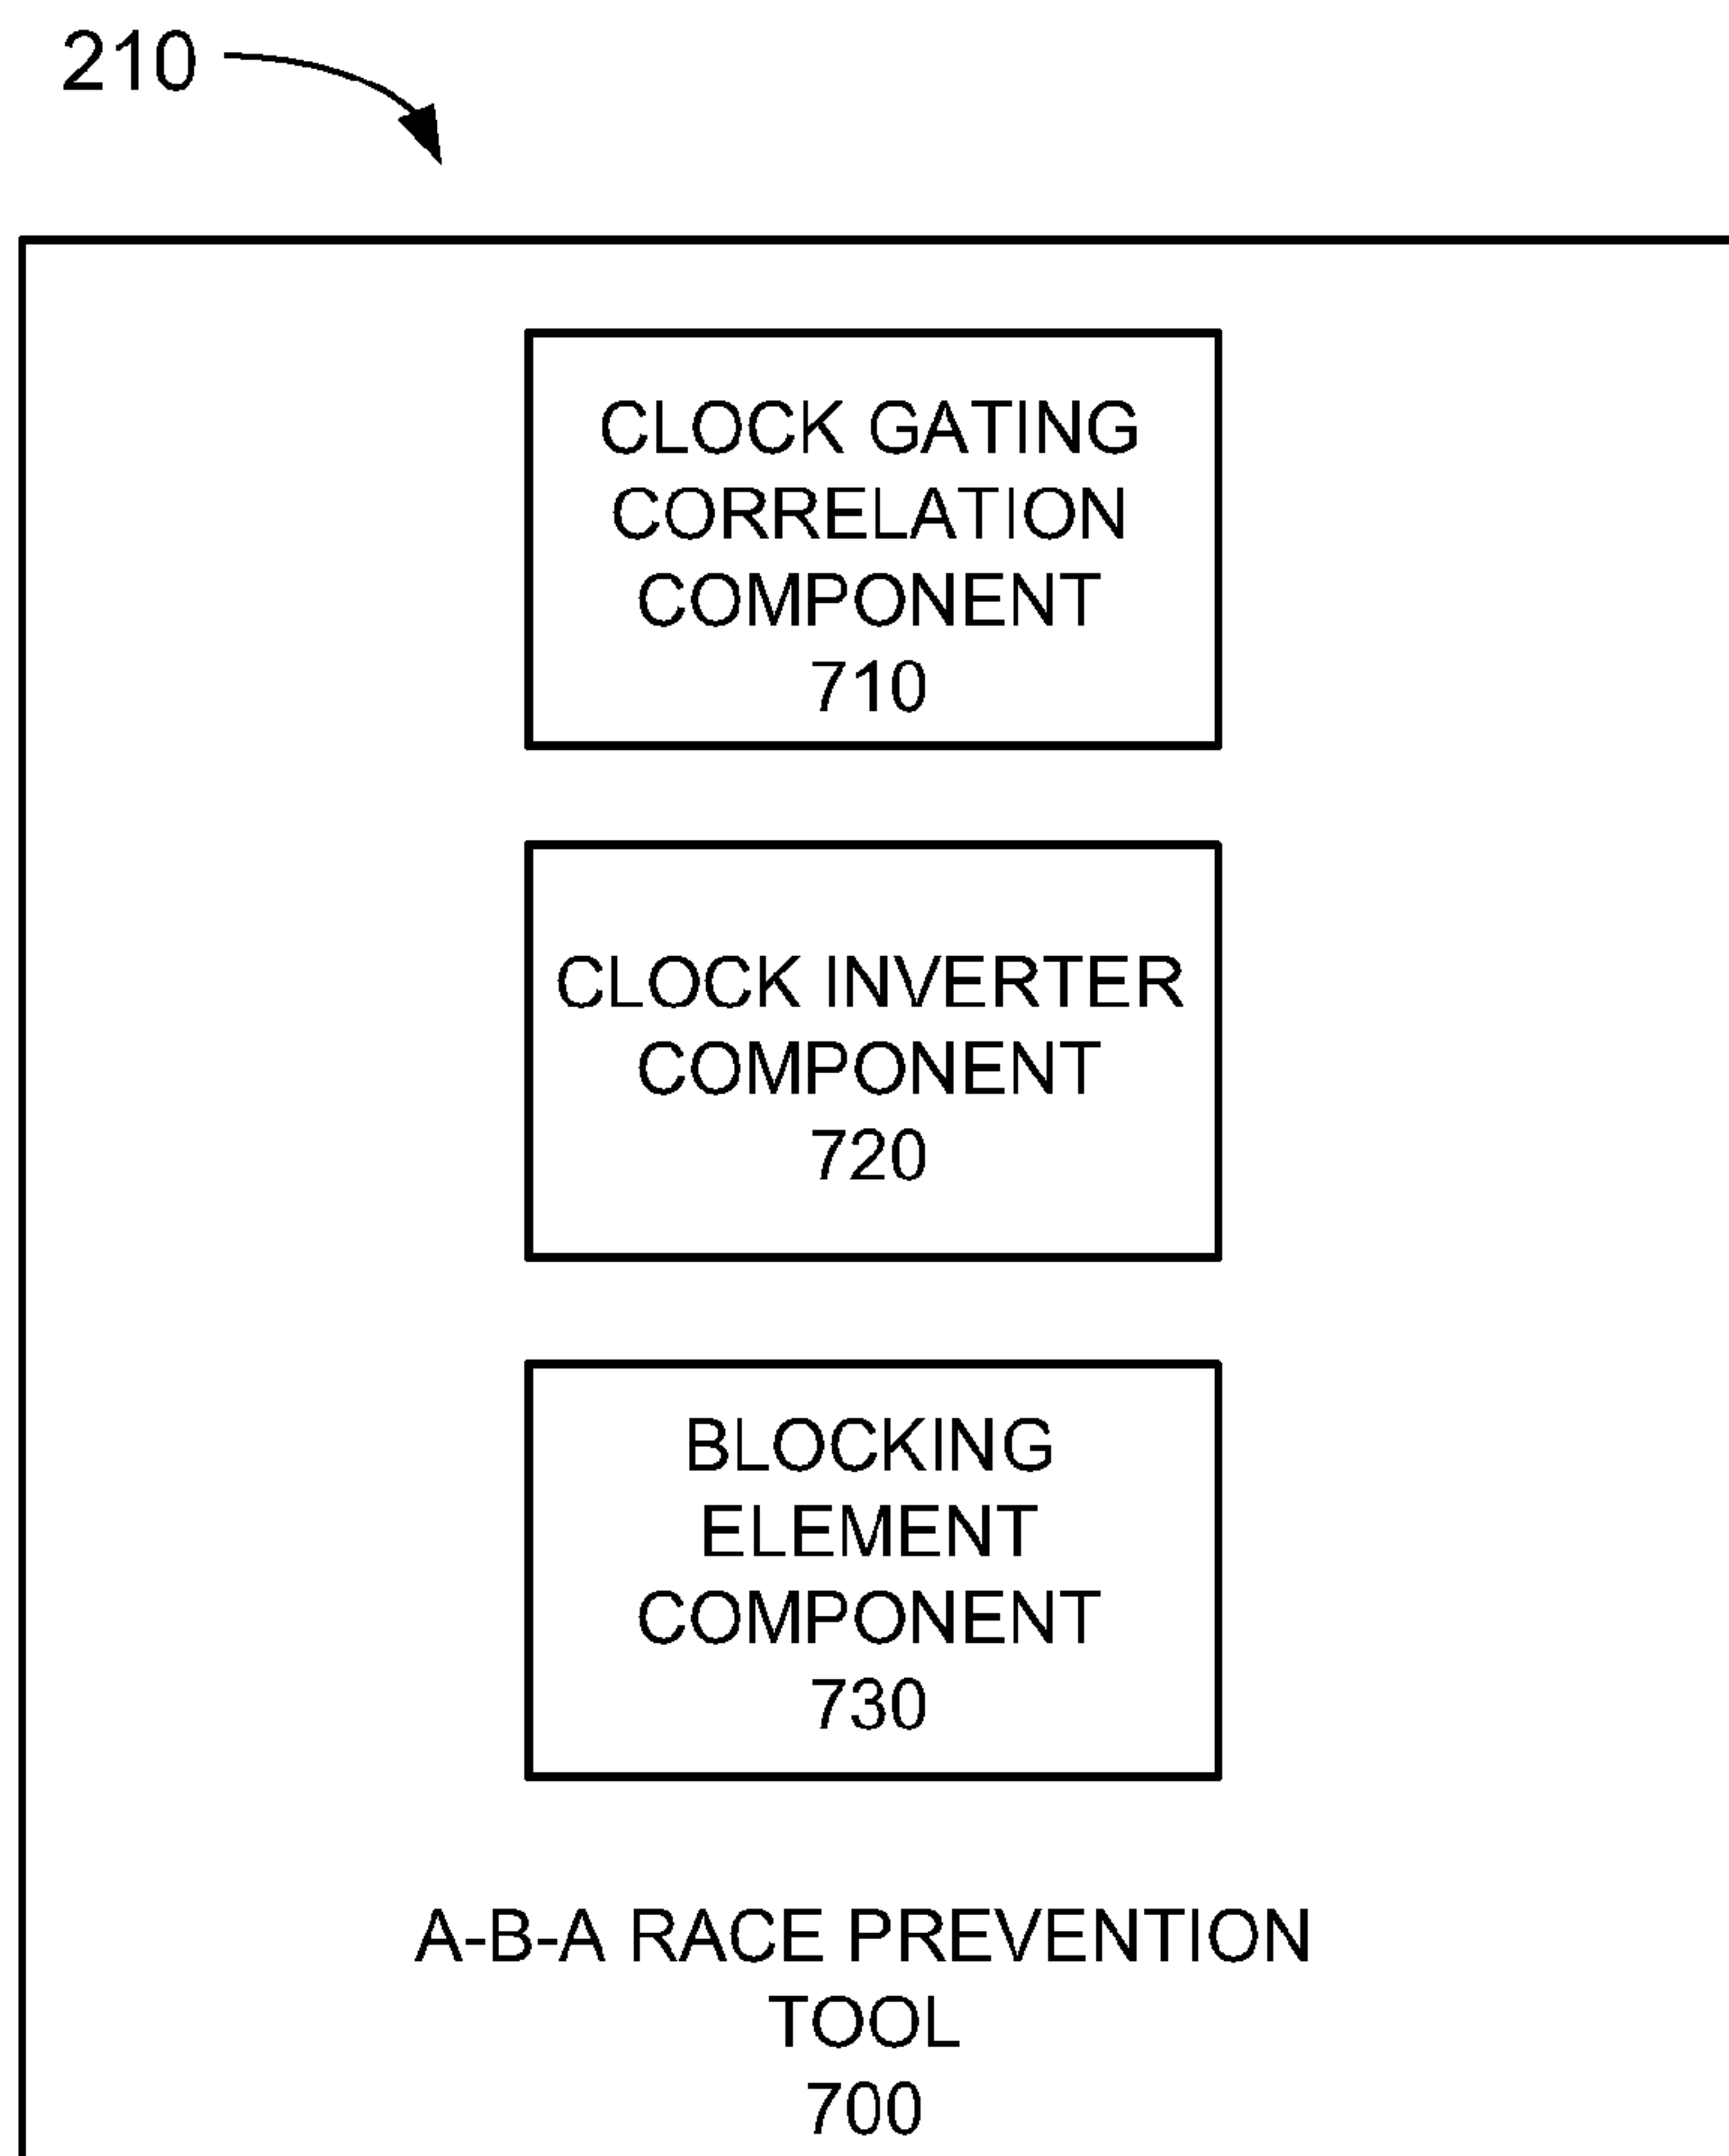 210
CLOCK GATING
CORRELATION
COMPONENT
710
CLOCK INVERTER
COMPONENT
720
BLOCKING
ELEMENT
COMPONENT
730
A-B-A RACE PREVENTION
TOOL
700